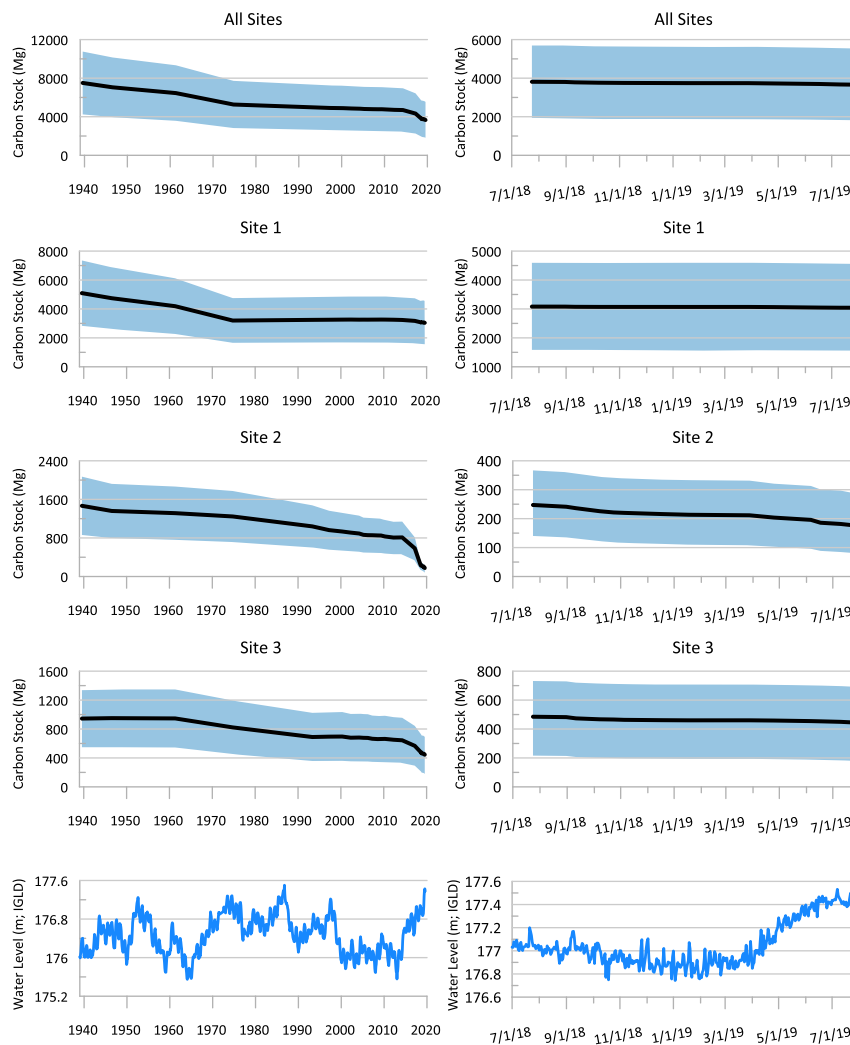 All Sites
Carbon Stock (Mg)
12000
8000
4000
0
1940 1950 1960 1970 1980 1990 2000 2010 2020
All Sites
Carbon Stock (Mg)
6000
4000
2000
0
7/1/18 9/1/18 11/1/18 1/1/19 3/1/19 5/1/19 7/1/19
Site 1
Carbon Stock (Mg)
8000
6000
4000
2000
0
1940 1950 1960 1970 1980 1990 2000 2010 2020
Site 1
Carbon Stock (Mg)
5000
4000
3000
2000
1000
7/1/18 9/1/18 11/1/18 1/1/19 3/1/19 5/1/19 7/1/19
Site 2
Carbon Stock (Mg)
2400
1600
800
0
1940 1950 1960 1970 1980 1990 2000 2010 2020
Site 2
Carbon Stock (Mg)
400
300
200
100
0
7/1/18 9/1/18 11/1/18 1/1/19 3/1/19 5/1/19 7/1/19
Site 3
Carbon Stock (Mg)
1600
1200
800
400
0
1940 1950 1960 1970 1980 1990 2000 2010 2020
Site 3
Carbon Stock (Mg)
800
600
400
200
0
7/1/18 9/1/18 11/1/18 1/1/19 3/1/19 5/1/19 7/1/19
Water Level (m; IGLD)
177.6
176.8
176
175.2
1940 1950 1960 1970 1980 1990 2000 2010 2020
Water Level (m; IGLD)
177.6
177.4
177.2
177
176.8
176.6
7/1/18 9/1/18 11/1/18 1/1/19 3/1/19 5/1/19 7/1/19